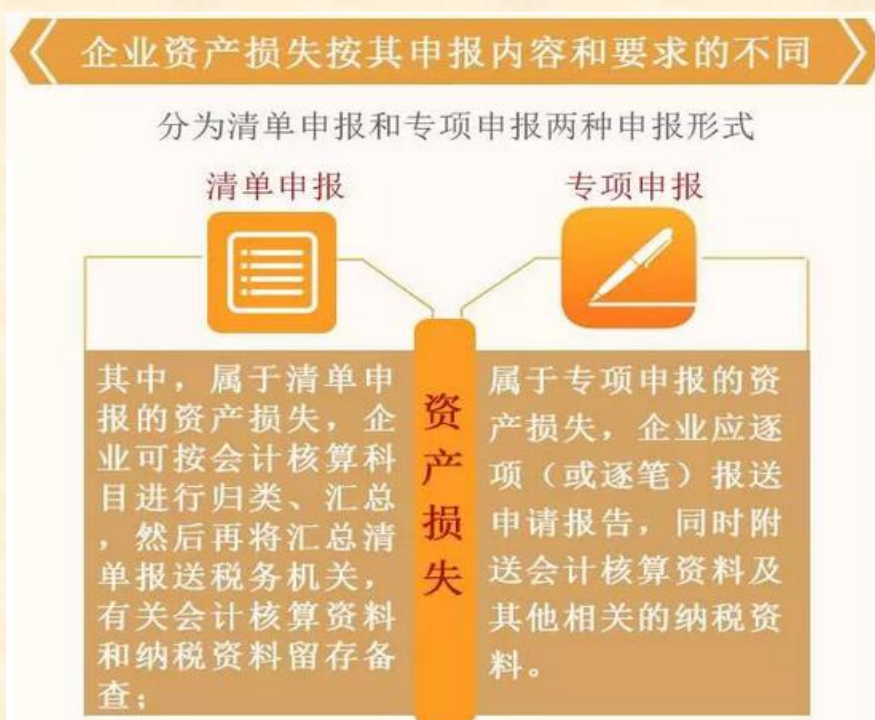 企业资产损失按其申报内容和要求的不同
分为清单申报和专项申报两种申报形式
清单申报
专项申报
其中，属于清单申
报的资产损失，企
业可按会计核算科
目进行归类、汇总
，然后再将汇总清
单报送税务机关，
有关会计核算资料
和纳税资料留存备
查；
资
产
损
失
属于专项申报的资
产损失，企业应逐
项（或逐笔）报送
申请报告，同时附
送会计核算资料及
其他相关的纳税资
料。